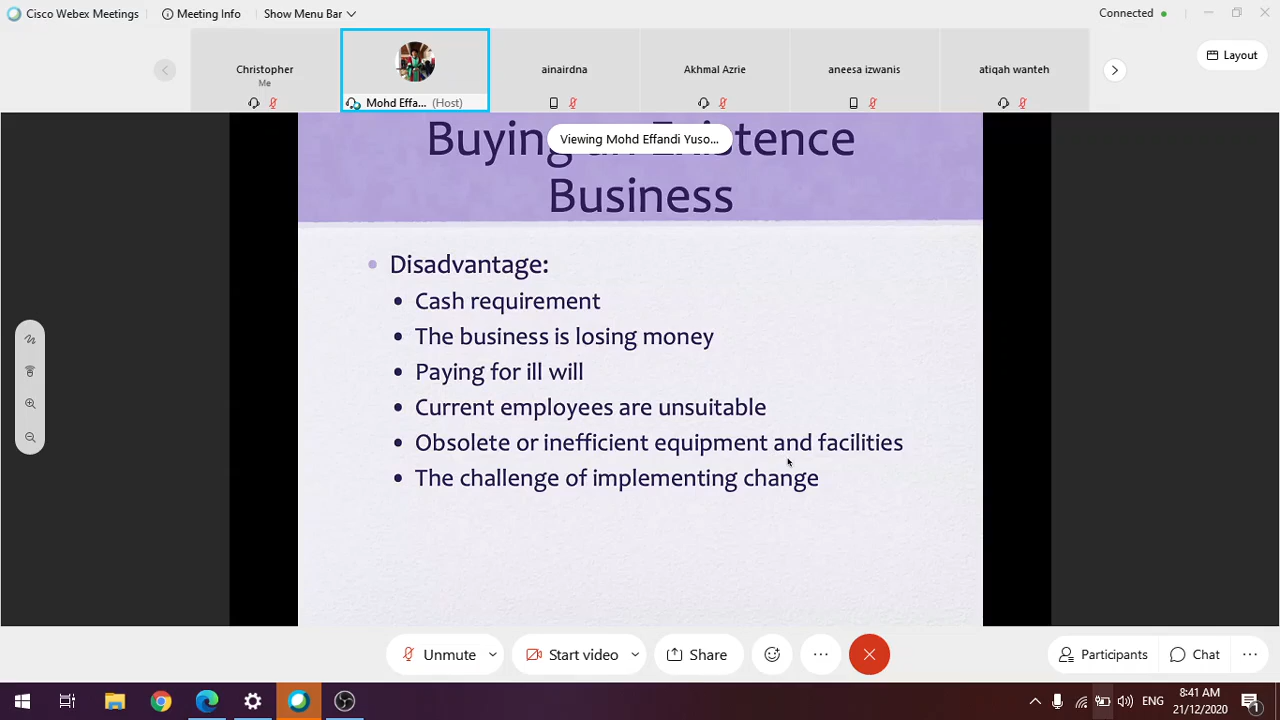 Cisco Webex Meetings Meeting Info Show Menu Bar Connected
Christopher
Me
Mohd Effa... (Host)
ainairdna
Akhmal Azrie
aneesa izwanis
atiqah wanteh
Layout
Viewing Mohd Effandi Yuso...
Buying an Existence
Business
Disadvantage:
• Cash requirement
• The business is losing money
• Paying for ill will
• Current employees are unsuitable
• Obsolete or inefficient equipment and facilities
• The challenge of implementing change
Unmute Start video Share Participants Chat
ENG
8:41 AM
21/12/2020
1